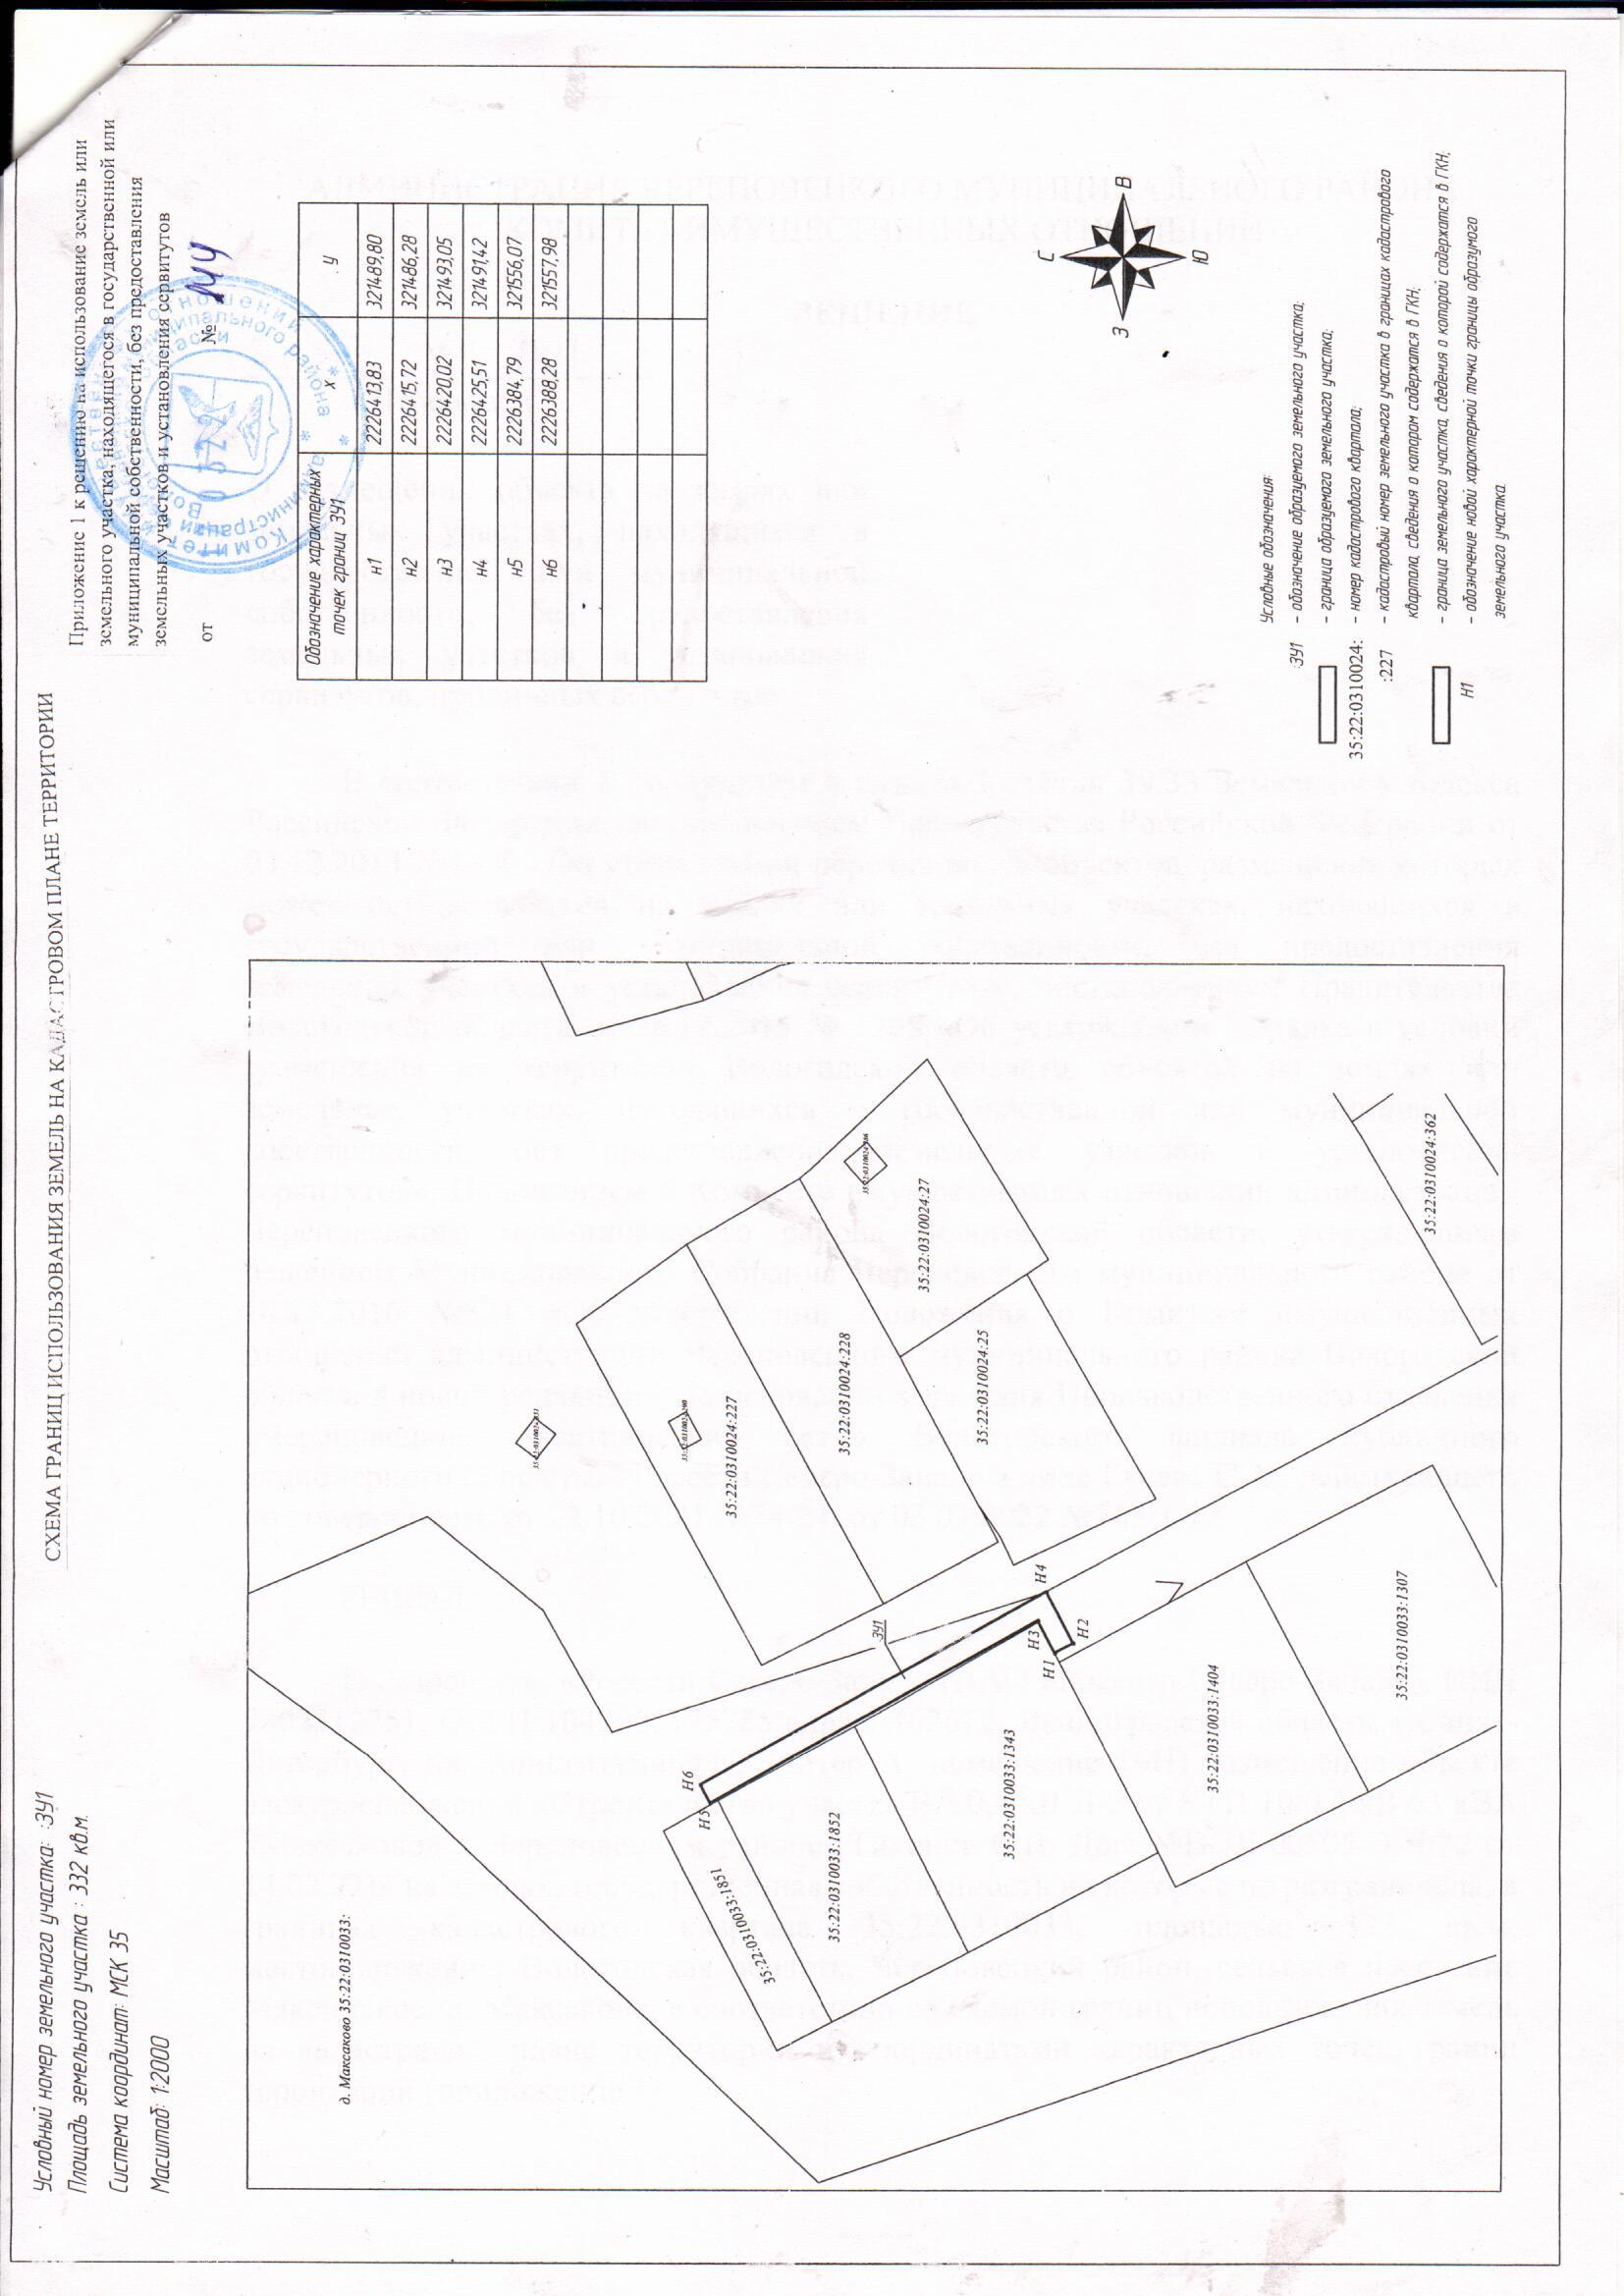 Приложение 1 к решению на использование земель или
земельного участка, находящегося в государственной или
муниципальной собственности, без предоставления
земельных участков и установления сервитутов
от № 144
СХЕМА ГРАНИЦ ИСПОЛЬЗОВАНИЯ ЗЕМЕЛЬ НА КАДАСТРОВОМ ПЛАНЕ ТЕРРИТОРИИ
Условный номер земельного участка: :ЗУ1
Площадь земельного участка : 332 кв.м.
Система координат: МСК 35
Масштаб: 1:2000
Обозначение характерных точек границ ЗУ1 х у
н1 2226413,83 321489,80
н2 2226415,72 321486,28
н3 2226420,02 321493,05
н4 2226425,51 321491,42
н5 2226384,79 321556,07
н6 2226388,28 321557,98
д. Максаково 35:22:0310033:
35:22:0310024:227
35:22:0310024:228
35:22:0310024:27
35:22:0310024:25
35:22:0310024:362
:ЗУ1
Н6
Н5
Н4
Н3
Н2
Н1
35:22:0310033:1851
35:22:0310033:1852
35:22:0310033:1343
35:22:0310033:1404
35:22:0310033:1307
С
В
Ю
З
Условные обозначения:
:ЗУ1 – обозначение образуемого земельного участка;
– граница образуемого земельного участка;
35:22:0310024: – номер кадастрового квартала;
:227 – кадастровый номер земельного участка в границах кадастрового
квартала, сведения о котором содержатся в ГКН;
– граница земельного участка, сведения о которой содержатся в ГКН;
Н1 – обозначение новой характерной точки границы образумого
земельного участка